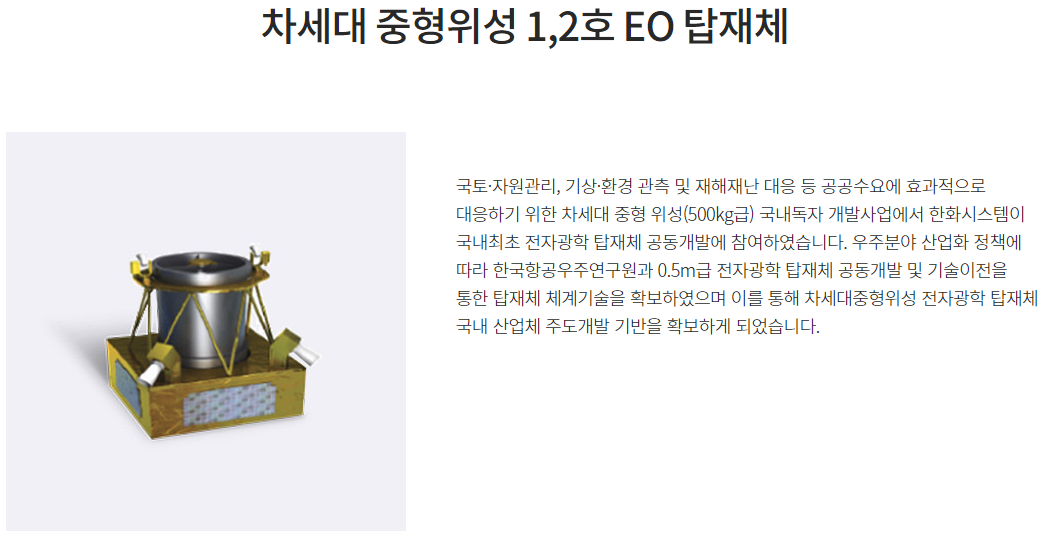 차세대 중형위성 1,2호 EO 탑재체
국토·자원관리, 기상·환경 관측 및 재해재난 대응 등 공공수요에 효과적으로
대응하기 위한 차세대 중형 위성(500kg급) 국내독자 개발사업에서 한화시스템이
국내최초 전자광학 탑재체 공동개발에 참여하였습니다. 우주분야 산업화 정책에
따라 한국항공우주연구원과 0.5m급 전자광학 탑재체 공동개발 및 기술이전을
통한 탑재체 체계기술을 확보하였으며 이를 통해 차세대중형위성 전자광학 탑재체
국내 산업체 주도개발 기반을 확보하게 되었습니다.